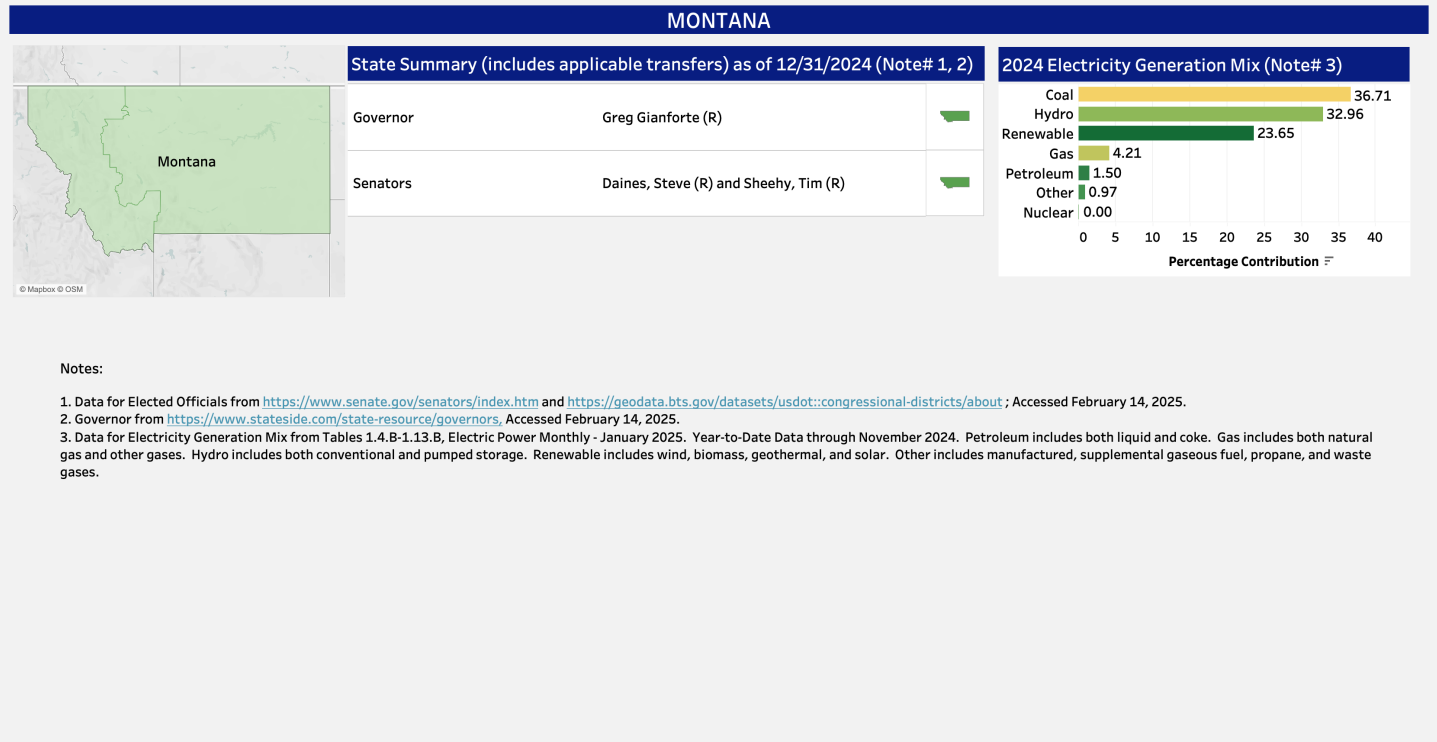 MONTANA
Montana
© Mapbox © OSM
State Summary (includes applicable transfers) as of 12/31/2024 (Note# 1, 2)
Governor Greg Gianforte (R)
Senators Daines, Steve (R) and Sheehy, Tim (R)
2024 Electricity Generation Mix (Note# 3)
Coal 36.71
Hydro 32.96
Renewable 23.65
Gas 4.21
Petroleum 1.50
Other 0.97
Nuclear 0.00
0 5 10 15 20 25 30 35 40
Percentage Contribution
Notes:
1. Data for Elected Officials from https://www.senate.gov/senators/index.htm and https://geodata.bts.gov/datasets/usdot::congressional-districts/about ; Accessed February 14, 2025.
2. Governor from https://www.stateside.com/state-resource/governors, Accessed February 14, 2025.
3. Data for Electricity Generation Mix from Tables 1.4.B-1.13.B, Electric Power Monthly - January 2025. Year-to-Date Data through November 2024. Petroleum includes both liquid and coke. Gas includes both natural
gas and other gases. Hydro includes both conventional and pumped storage. Renewable includes wind, biomass, geothermal, and solar. Other includes manufactured, supplemental gaseous fuel, propane, and waste
gases.